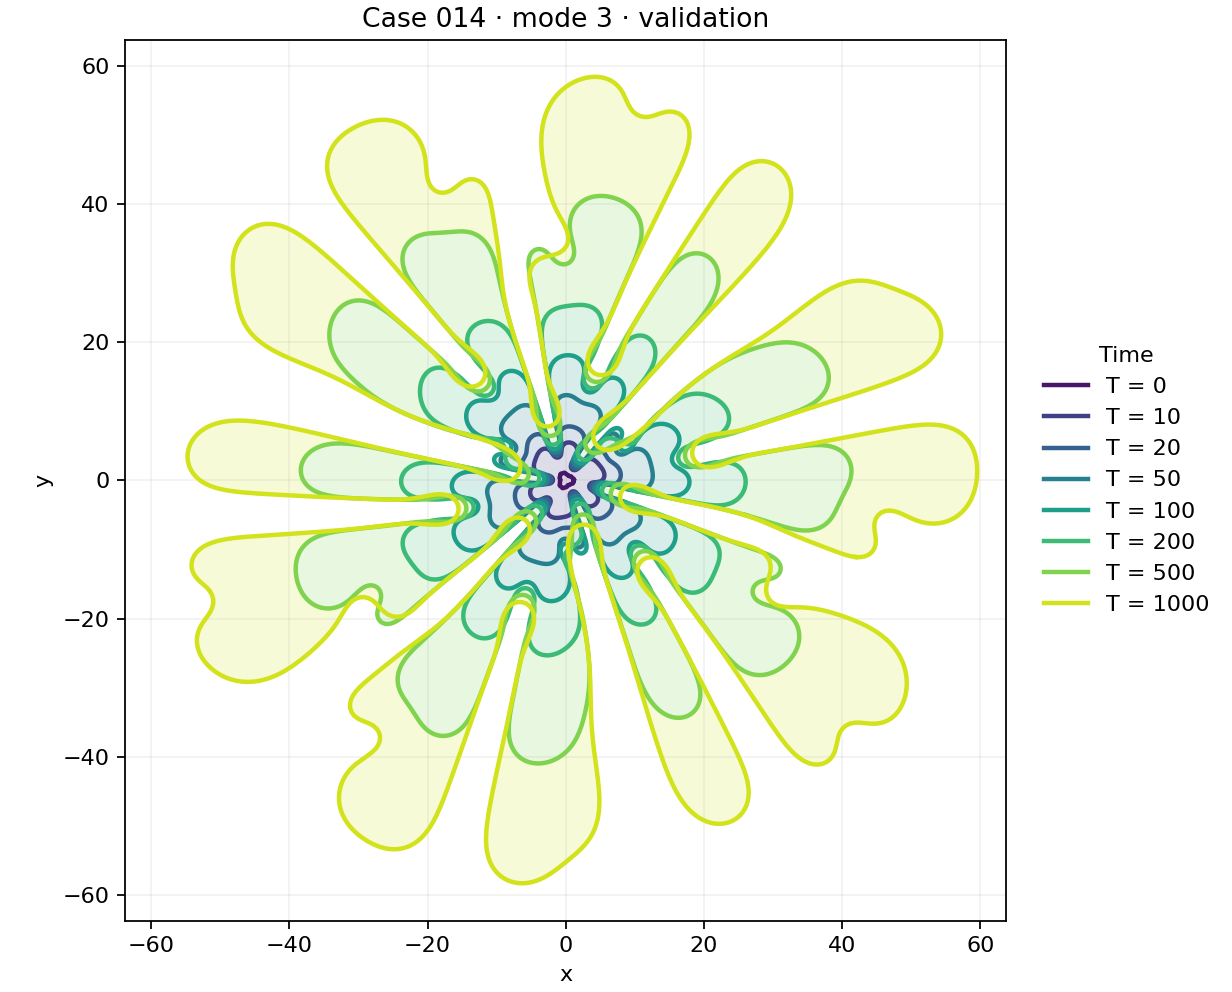 Case 014 · mode 3 · validation
60
40
20
0
−20
−40
−60
y
−60
−40
−20
0
20
40
60
x
Time
T = 0
T = 10
T = 20
T = 50
T = 100
T = 200
T = 500
T = 1000